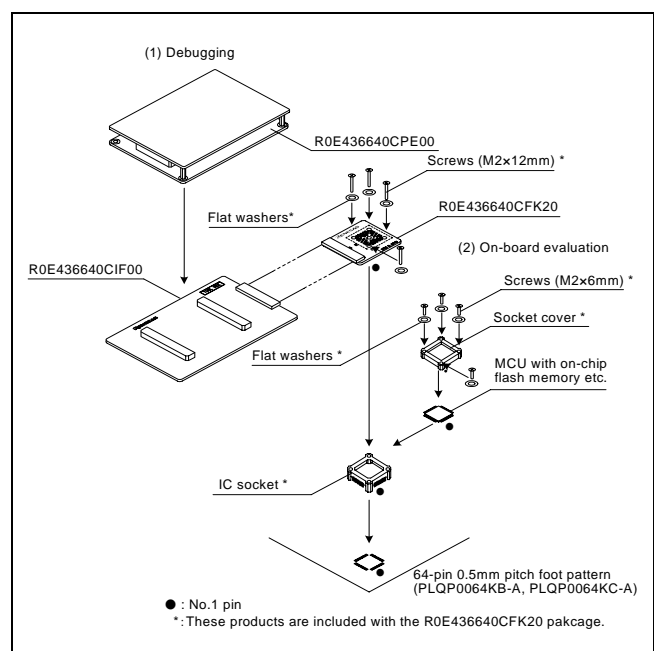 (1) Debugging
R0E436640CPE00
Screws (M2×12mm) *
Flat washers*
R0E436640CFK20
(2) On-board evaluation
R0E436640CIF00
Screws (M2×6mm) *
Socket cover *
Flat washers *
MCU with on-chip
flash memory etc.
IC socket *
64-pin 0.5mm pitch foot pattern
(PLQP0064KB-A, PLQP0064KC-A)
● : No.1 pin
*: These products are included with the R0E436640CFK20 pakcage.